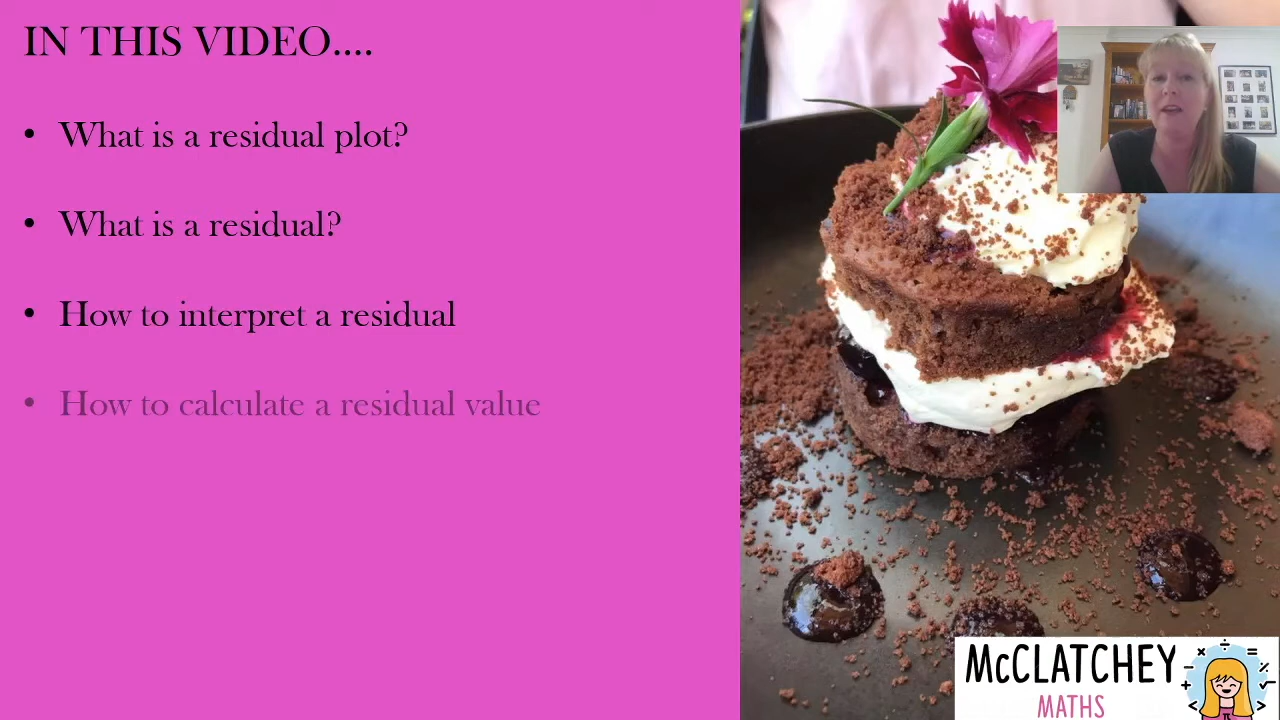 IN THIS VIDEO....
• What is a residual plot?
• What is a residual?
• How to interpret a residual
• How to calculate a residual value
McCLATCHEY
MATHS